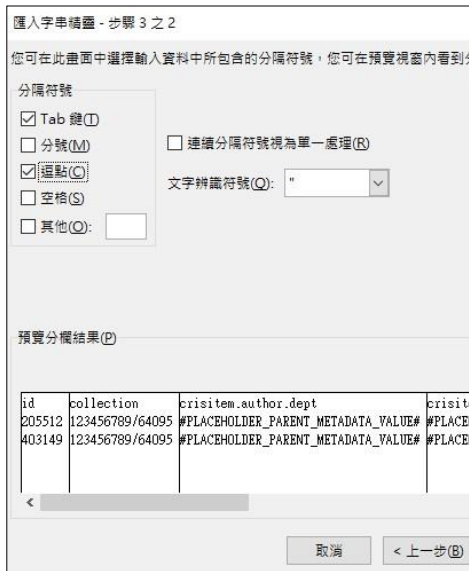 匯入字串精靈 - 步驟 3 之 2
您可在此畫面中選擇輸入資料中所包含的分隔符號，您可在預覽視窗內看到分
分隔符號
Tab 鍵(T)
分號(M)
逗點(C)
空格(S)
其他(O):
連續分隔符號視為單一處理(R)
文字辨識符號(Q): "
預覽分欄結果(P)
id collection crisitem.author.dept crisit
205512 123456789/64095 #PLACEHOLDER_PARENT_METADATA_VALUE# #PLACE
403149 123456789/64095 #PLACEHOLDER_PARENT_METADATA_VALUE# #PLACE
取消 < 上一步(B)